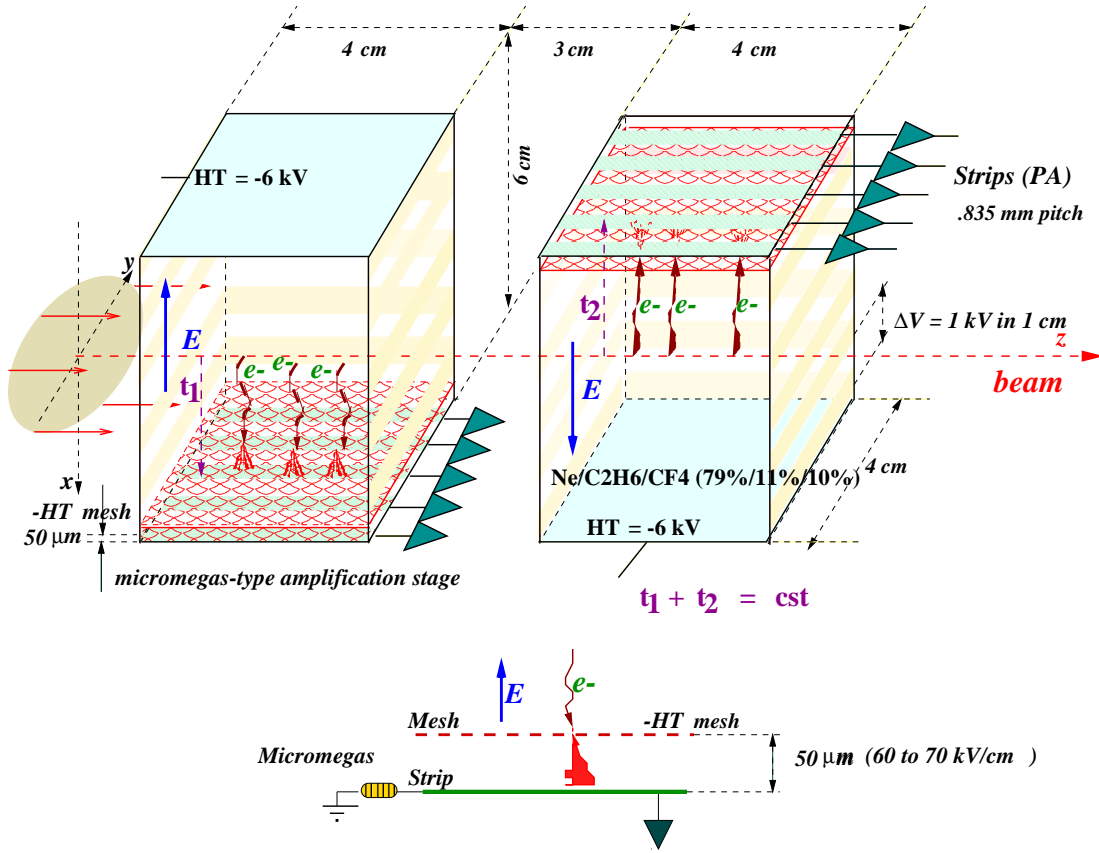 4 cm
3 cm
4 cm
6 cm
HT = -6 kV
Strips (PA)
.835 mm pitch
y
E
t1
e-
e-
e-
t2
e-
e-
e-
ΔV = 1 kV in 1 cm
z
beam
E
x
-HT mesh
50 μm
4 cm
Ne/C2H6/CF4 (79%/11%/10%)
HT = -6 kV
micromegas-type amplification stage
t1 + t2 = cst
E
e-
Mesh
-HT mesh
Micromegas
50 μm (60 to 70 kV/cm )
Strip